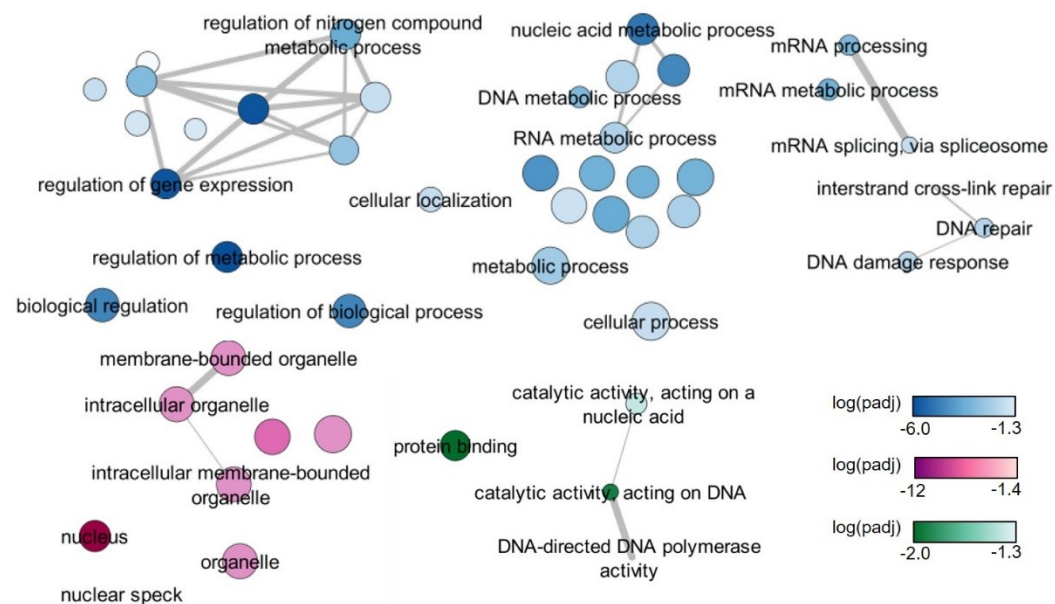 regulation of nitrogen compound
metabolic process
regulation of gene expression
cellular localization
regulation of metabolic process
biological regulation
regulation of biological process
nucleic acid metabolic process
DNA metabolic process
RNA metabolic process
metabolic process
cellular process
mRNA processing
mRNA metabolic process
mRNA splicing, via spliceosome
interstrand cross-link repair
DNA repair
DNA damage response
membrane-bounded organelle
intracellular organelle
intracellular membrane-bounded
organelle
nucleus
organelle
nuclear speck
protein binding
catalytic activity, acting on a
nucleic acid
catalytic activity, acting on DNA
DNA-directed DNA polymerase
activity
log(padj)
-6.0 -1.3
log(padj)
-12 -1.4
log(padj)
-2.0 -1.3